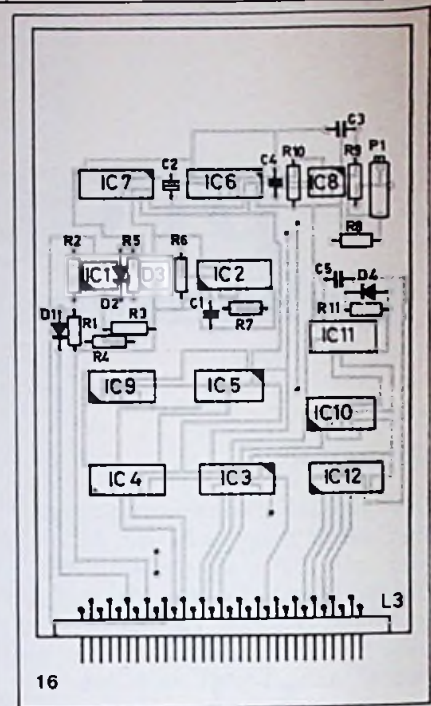 C3
P1
C2
C4
R10
R9
IC7
IC6
IC8
R8
R2
R5
R6
IC1
D3
IC2
C5
D4
D2
C1
R7
R11
D1
R1
R3
R4
IC11
IC9
IC5
IC10
IC4
IC3
IC12
L3
16